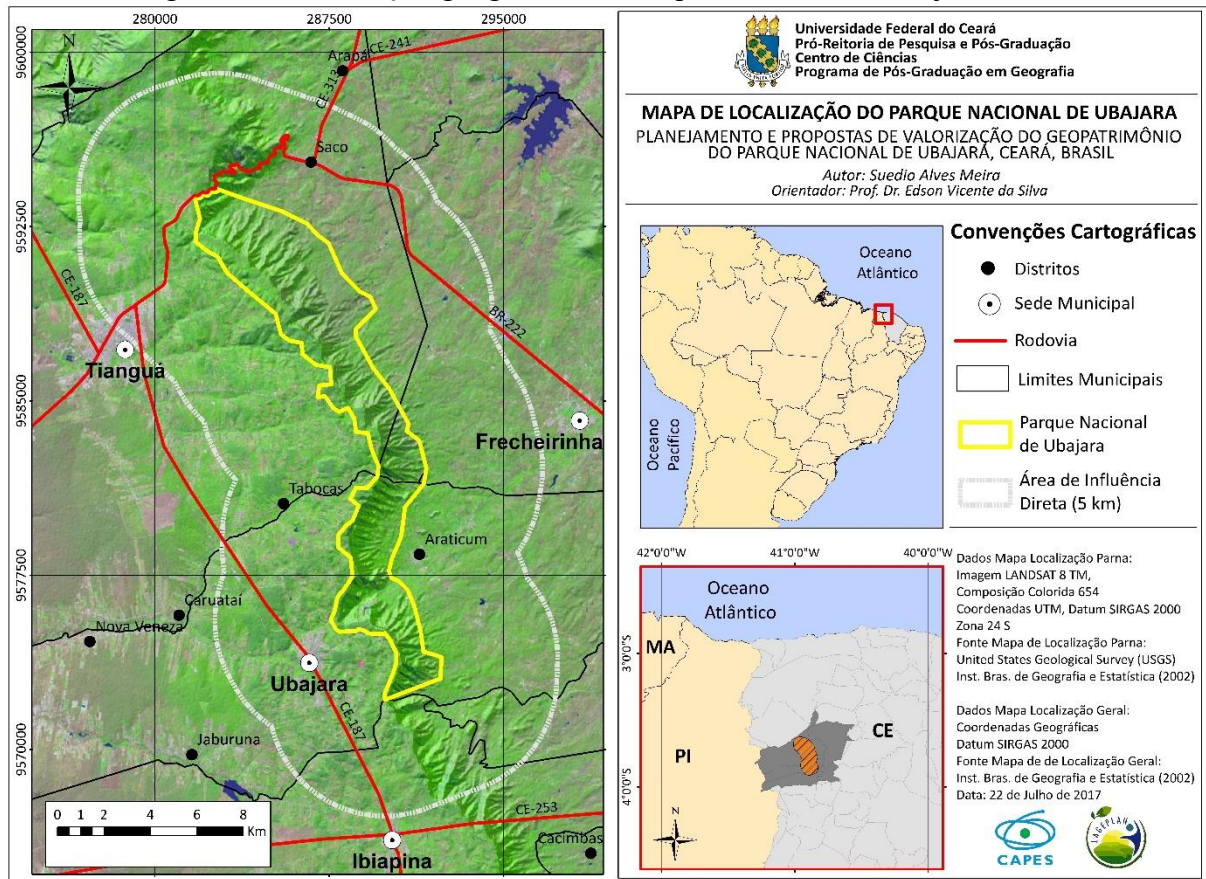 280000
287500
295000
9600000
9592500
9585000
9577500
9570000
N
Arapá
CE-241
CE-313
Saco
CE-187
BR-222
Tianguá
Frecheirinha
Tabocas
Araticum
Caruataí
Nova Veneza
Ubajara
CE-187
Jaburuna
CE-253
Cacimbas
Ibiapina
0 1 2 4 6 8
Km
Universidade Federal do Ceará
Pró-Reitoria de Pesquisa e Pós-Graduação
Centro de Ciências
Programa de Pós-Graduação em Geografia
MAPA DE LOCALIZAÇÃO DO PARQUE NACIONAL DE UBAJARA
PLANEJAMENTO E PROPOSTAS DE VALORIZAÇÃO DO GEOPATRIMÔNIO
DO PARQUE NACIONAL DE UBAJARA, CEARÁ, BRASIL
Autor: Suedio Alves Meira
Orientador: Prof. Dr. Edson Vicente da Silva
Oceano
Atlântico
Oceano
Pacífico
Convenções Cartográficas
Distritos
Sede Municipal
Rodovia
Limites Municipais
Parque Nacional
de Ubajara
Área de Influência
Direta (5 km)
42°0'0"W
41°0'0"W
40°0'0"W
Oceano
Atlântico
MA
3°0'0"S
CE
PI
4°0'0"S
N
Dados Mapa Localização Parna:
Imagem LANDSAT 8 TM,
Composição Colorida 654
Coordenadas UTM, Datum SIRGAS 2000
Zona 24 S
Fonte Mapa de Localização Parna:
United States Geological Survey (USGS)
Inst. Bras. de Geografia e Estatística (2002)
Dados Mapa Localização Geral:
Coordenadas Geográficas
Datum SIRGAS 2000
Fonte Mapa de de Localização Geral:
Inst. Bras. de Geografia e Estatística (2002)
Data: 22 de Julho de 2017
CAPES
LAGEPLAN